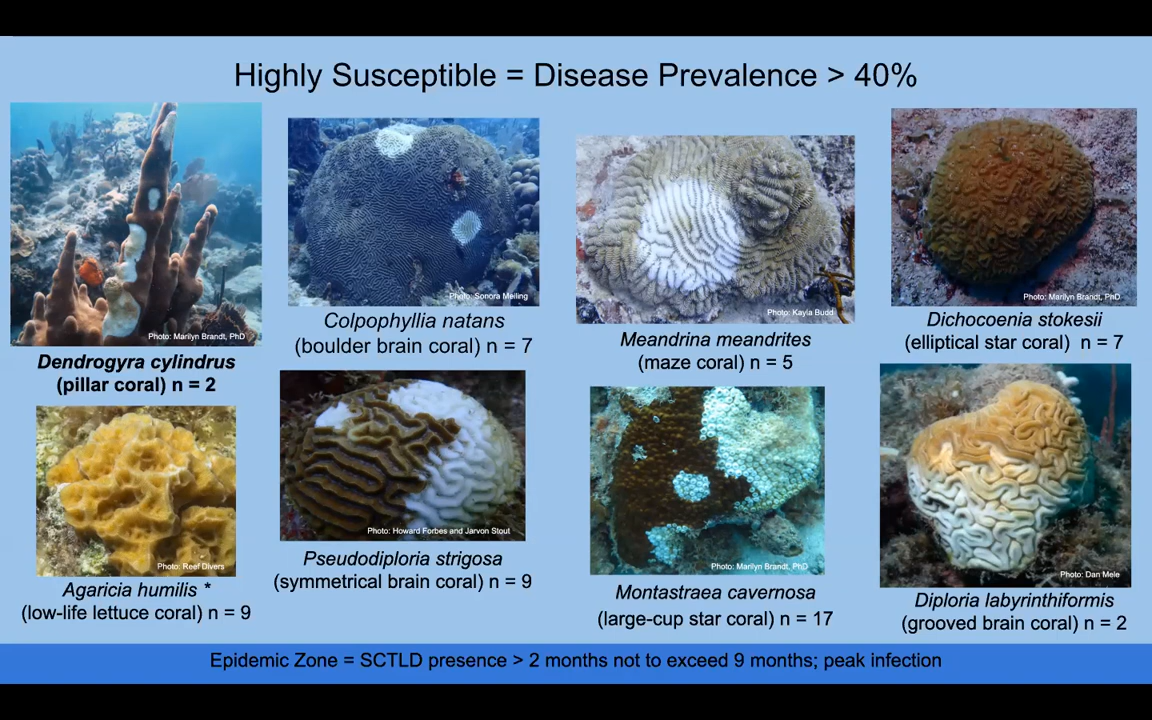 Highly Susceptible = Disease Prevalence > 40%
Photo: Marilyn Brandt, PhD
Dendrogyra cylindrus
(pillar coral) n = 2
Photo: Sonora Meiling
Colpophyllia natans
(boulder brain coral) n = 7
Photo: Kayla Budd
Meandrina meandrites
(maze coral) n = 5
Photo: Marilyn Brandt, PhD
Dichocoenia stokesii
(elliptical star coral) n = 7
Photo: Reef Divers
Agaricia humilis *
(low-life lettuce coral) n = 9
Photo: Howard Forbes and Jarvon Stout
Pseudodiploria strigosa
(symmetrical brain coral) n = 9
Photo: Marilyn Brandt, PhD
Montastraea cavernosa
(large-cup star coral) n = 17
Photo: Dan Mele
Diploria labyrinthiformis
(grooved brain coral) n = 2
Epidemic Zone = SCTLD presence > 2 months not to exceed 9 months; peak infection